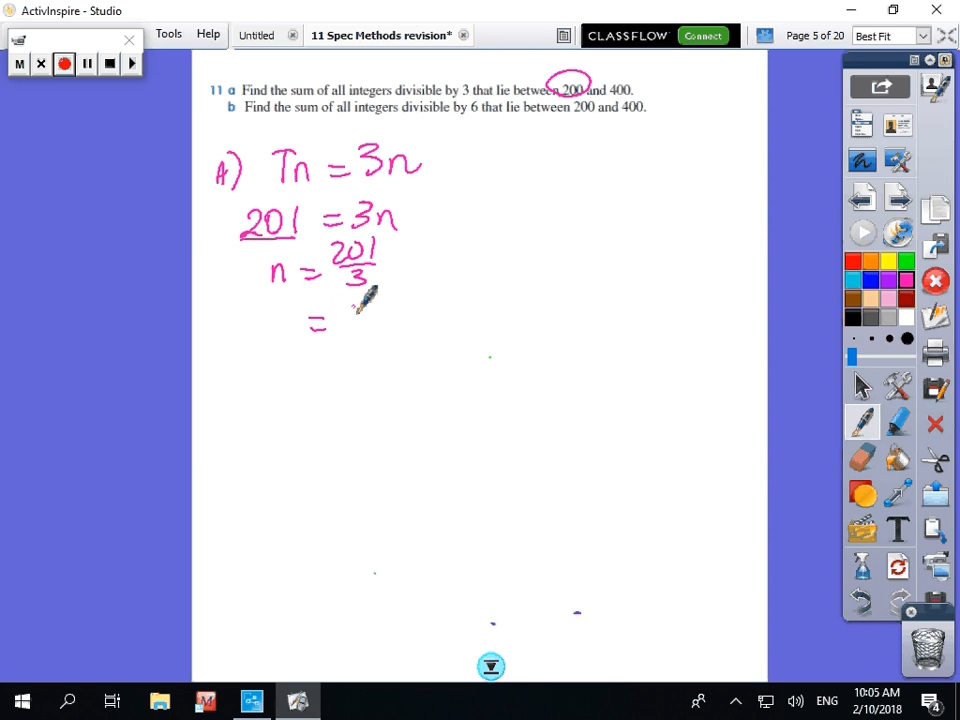 ActivInspire - Studio
Tools Help Untitled 11 Spec Methods revision* CLASSFLOW Connect Page 5 of 20 Best Fit
M
11 a Find the sum of all integers divisible by 3 that lie between 200 and 400.
b Find the sum of all integers divisible by 6 that lie between 200 and 400.
A) Tn = 3n
201 = 3n
n = 201/3
=
T
ENG
10:05 AM
2/10/2018
4